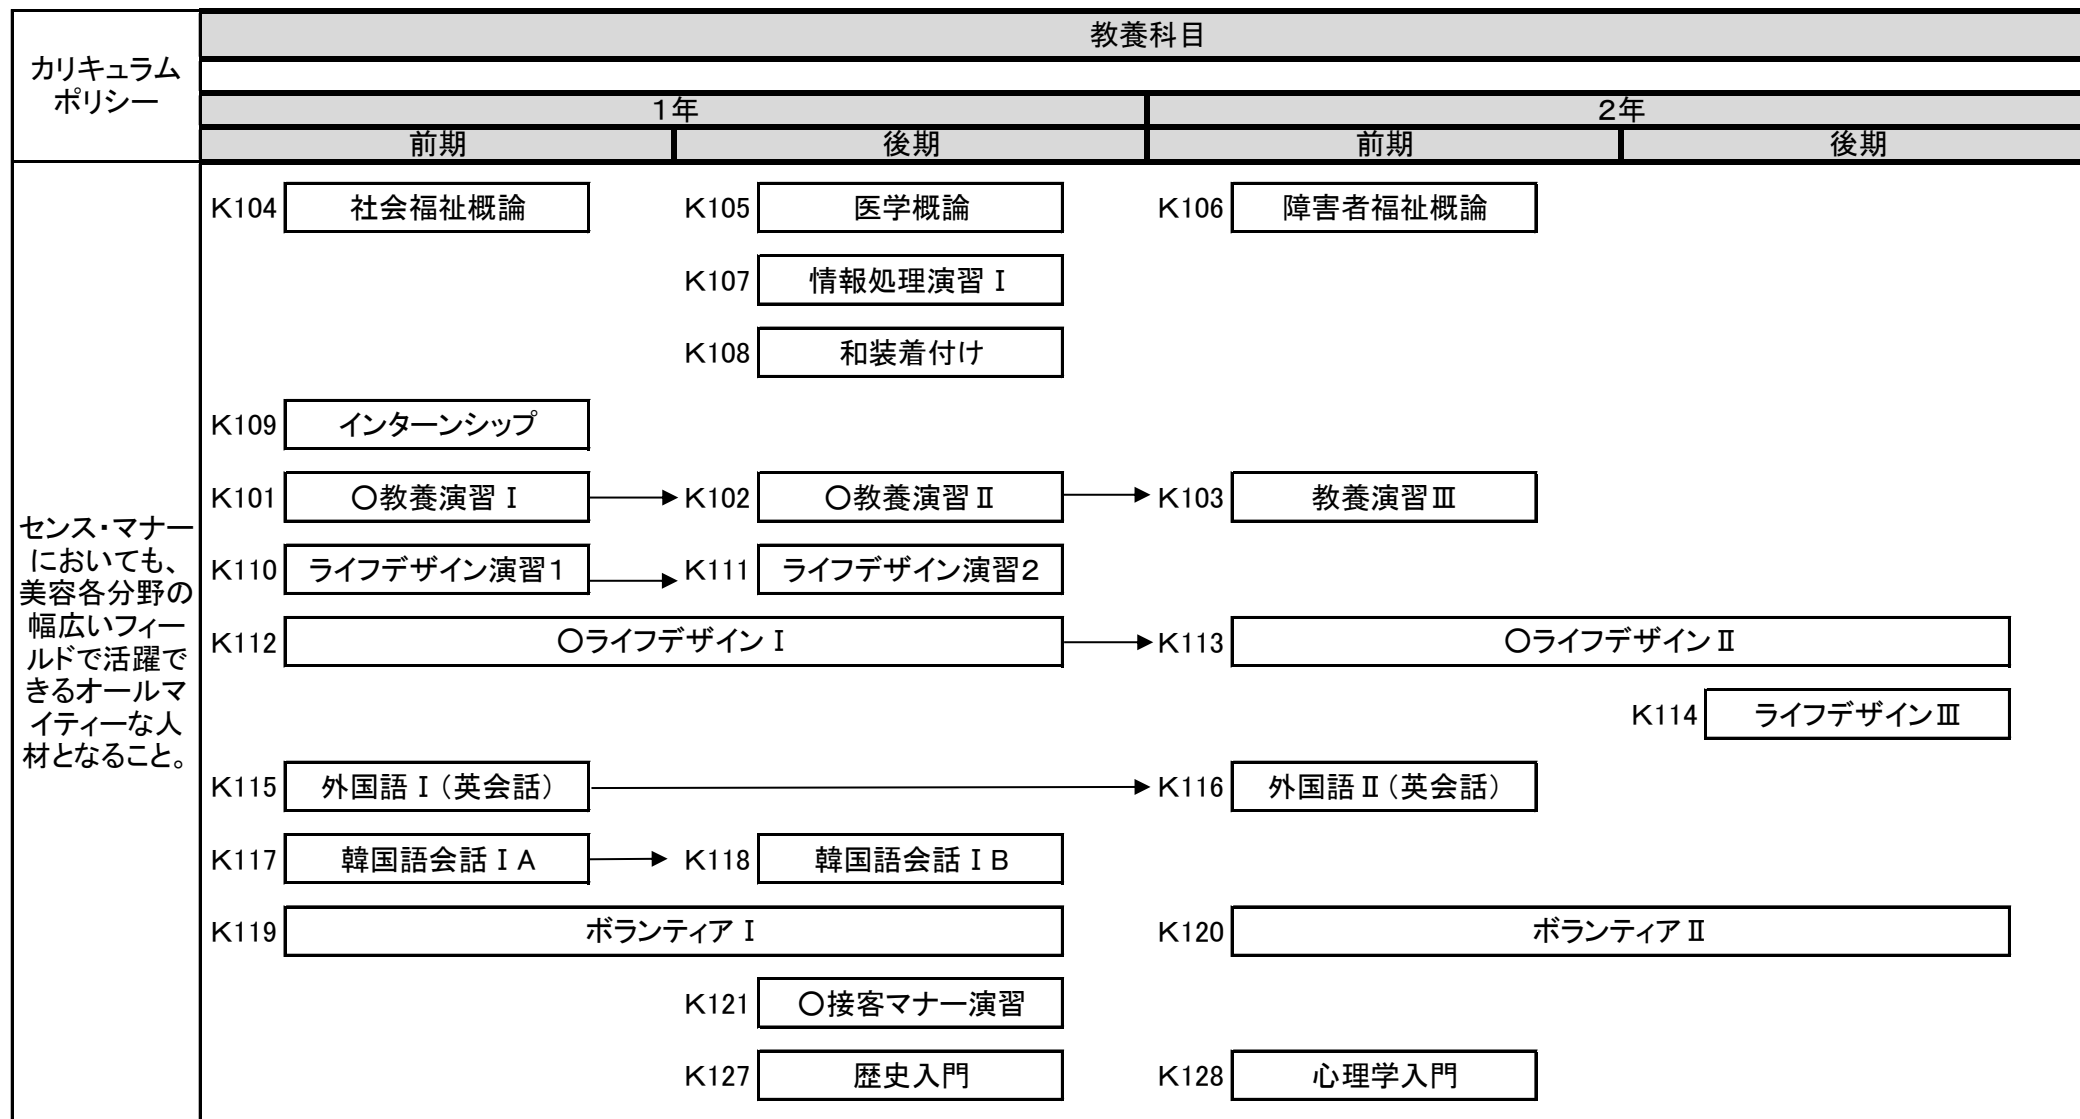 教養科目
カリキュラム
ポリシー
1年 2年
前期 後期 前期 後期
K104 社会福祉概論 K105 医学概論 K106 障害者福祉概論
K107 情報処理演習Ⅰ
K108 和装着付け
K109 インターンシップ
K101 ○教養演習Ⅰ K102 ○教養演習Ⅱ K103 教養演習Ⅲ
K110 ライフデザイン演習1 K111 ライフデザイン演習2
K112 ○ライフデザインⅠ K113 ○ライフデザインⅡ
K114 ライフデザインⅢ
K115 外国語Ⅰ(英会話) K116 外国語Ⅱ(英会話)
K117 韓国語会話ⅠA K118 韓国語会話ⅠB
K119 ボランティアⅠ K120 ボランティアⅡ
K121 ○接客マナー演習
K127 歴史入門 K128 心理学入門
センス・マナー
においても、
美容各分野の
幅広いフィー
ルドで活躍で
きるオールマ
イティーな人
材となること。